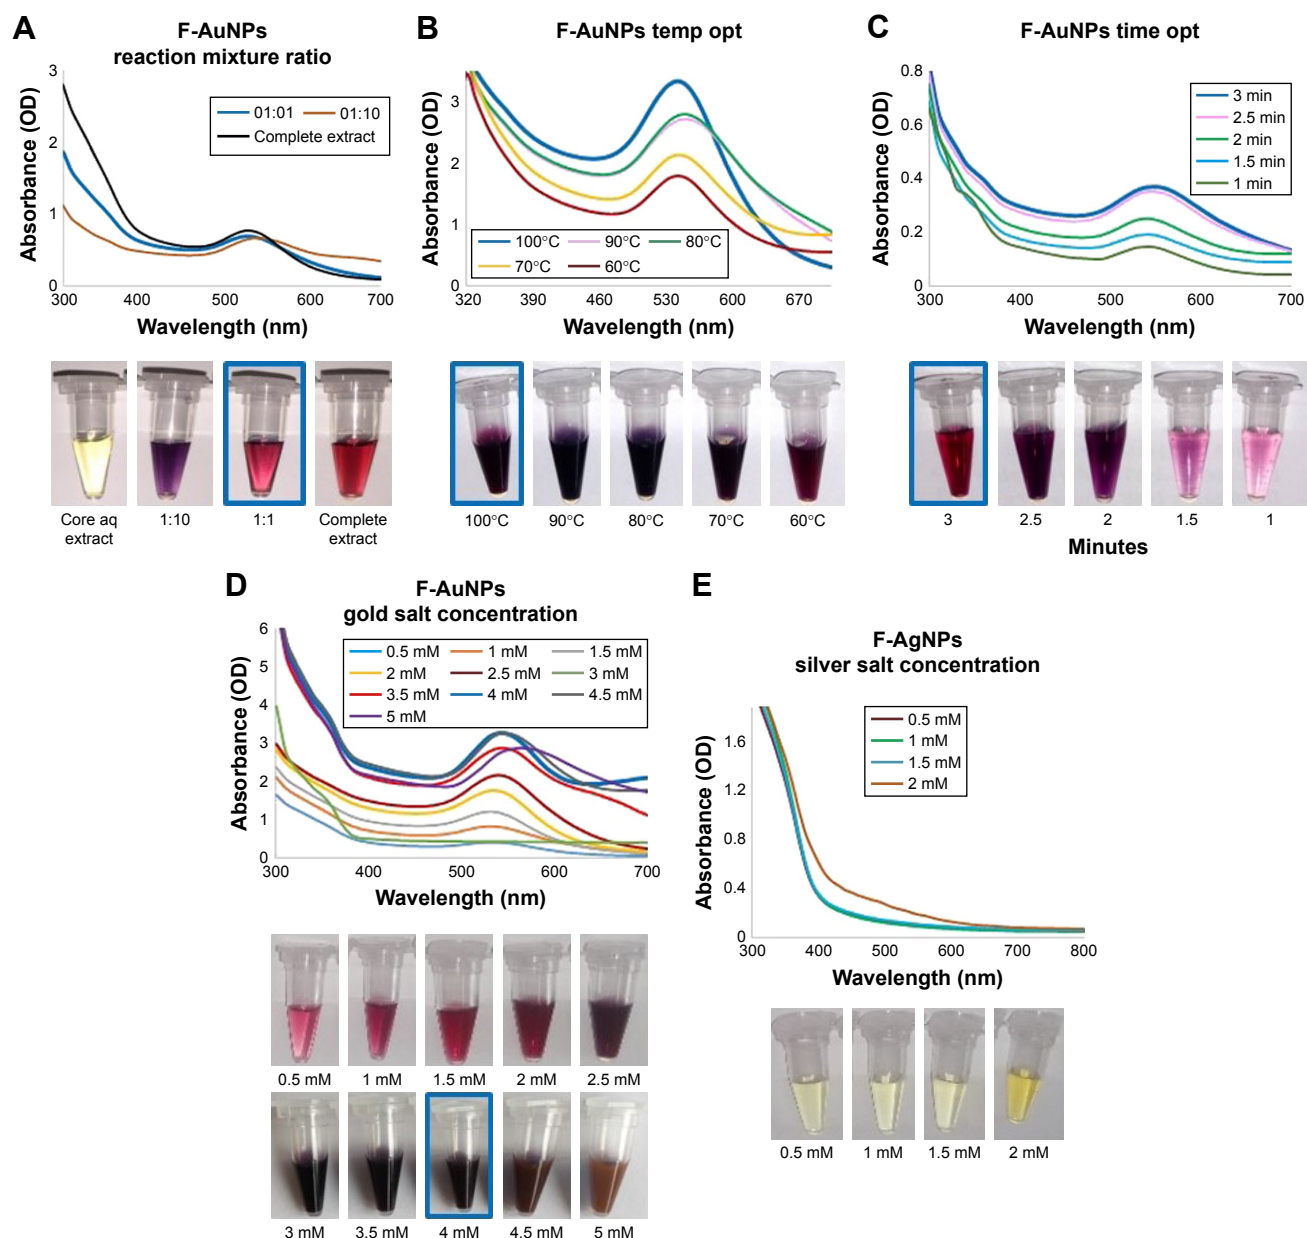 A
F-AuNPs
reaction mixture ratio
Absorbance (OD)
3
2
1
0
01:01
01:10
Complete extract
300 400 500 600 700
Wavelength (nm)
Core aq
extract
1:10
1:1
Complete
extract
B
F-AuNPs temp opt
Absorbance (OD)
3
2
1
0
100°C 90°C 80°C
70°C 60°C
320 390 460 530 600 670
Wavelength (nm)
100°C 90°C 80°C 70°C 60°C
C
F-AuNPs time opt
Absorbance (OD)
0.8
0.6
0.4
0.2
0
3 min
2.5 min
2 min
1.5 min
1 min
300 400 500 600 700
Wavelength (nm)
3 2.5 2 1.5 1
Minutes
D
F-AuNPs
gold salt concentration
Absorbance (OD)
6
5
4
3
2
1
0
0.5 mM 1 mM 1.5 mM
2 mM 2.5 mM 3 mM
3.5 mM 4 mM 4.5 mM
5 mM
300 400 500 600 700
Wavelength (nm)
0.5 mM 1 mM 1.5 mM 2 mM 2.5 mM
3 mM 3.5 mM 4 mM 4.5 mM 5 mM
E
F-AgNPs
silver salt concentration
Absorbance (OD)
1.6
1.2
0.8
0.4
0
0.5 mM
1 mM
1.5 mM
2 mM
300 400 500 600 700 800
Wavelength (nm)
0.5 mM 1 mM 1.5 mM 2 mM